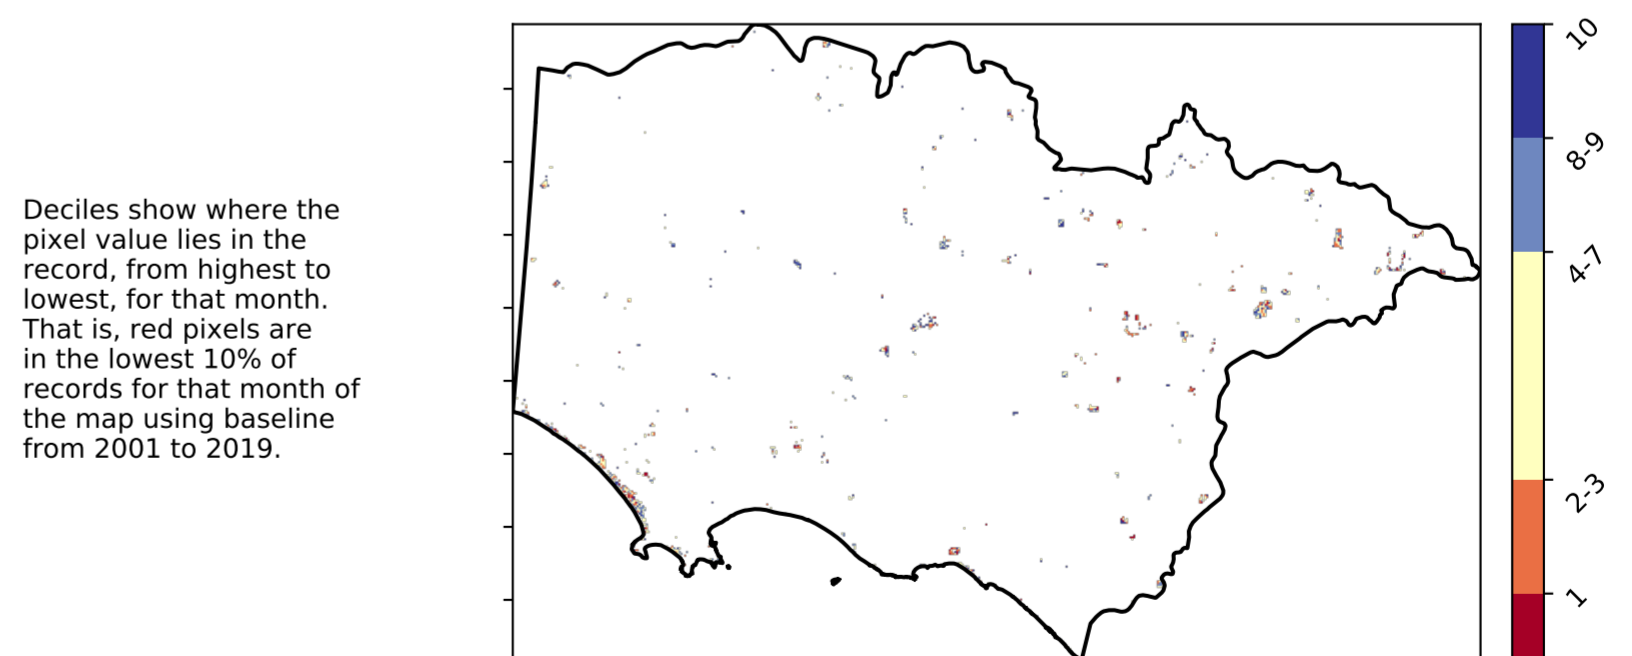 Deciles show where the
pixel value lies in the
record, from highest to
lowest, for that month.
That is, red pixels are
in the lowest 10% of
records for that month of
the map using baseline
from 2001 to 2019.
10
8-9
4-7
2-3
1